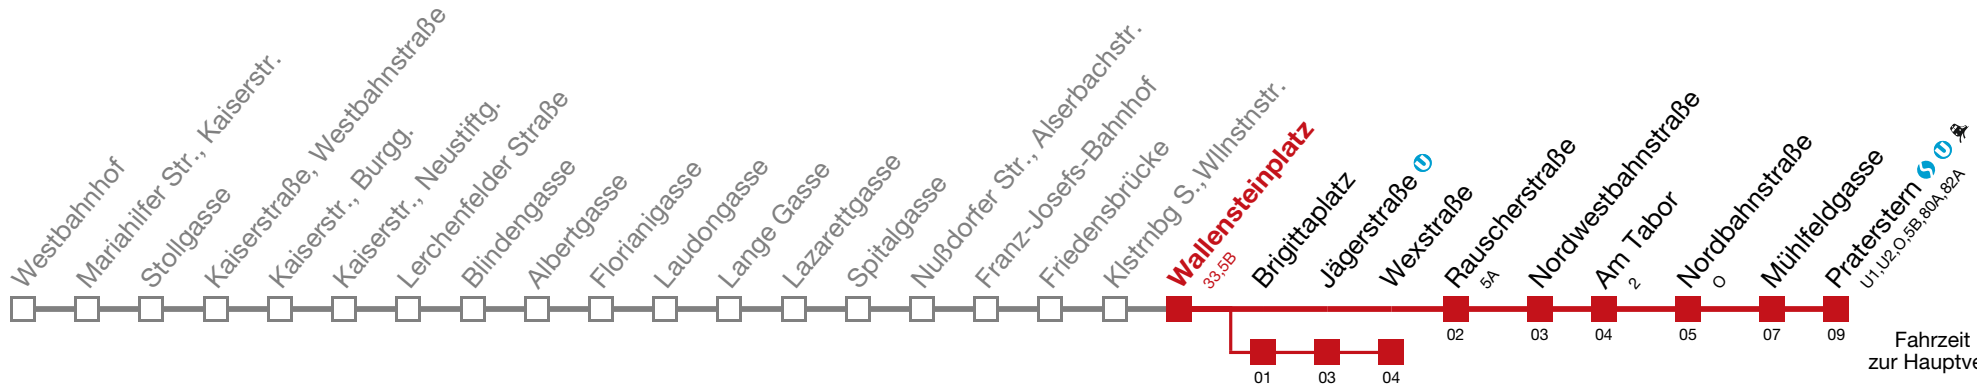 Westbahnhof
Mariahilfer Str., Kaiserstr.
Stollgasse
Kaiserstraße, Westbahnstraße
Kaiserstr., Burgg.
Kaiserstr., Neustiftg.
Lerchenfelder Straße
Blindengasse
Albertgasse
Florianigasse
Laudongasse
Lange Gasse
Lazarettgasse
Spitalgasse
Nußdorfer Str., Alserbachstr.
Franz-Josefs-Bahnhof
Friedensbrücke
Klstrnbg S., Wllnstnstr.
Wallensteinplatz
33,5B
Brigittaplatz
Jägerstraße U
Wexstraße
Rauscherstraße
5A
Nordwestbahnstraße
Am Tabor
2
Nordbahnstraße
O
Mühlfeldgasse
Praterstern S U
U1,U2,O,5B,80A,82A
02 03 04 05 07 09
01 03 04
Fahrzeit
zur Hauptve